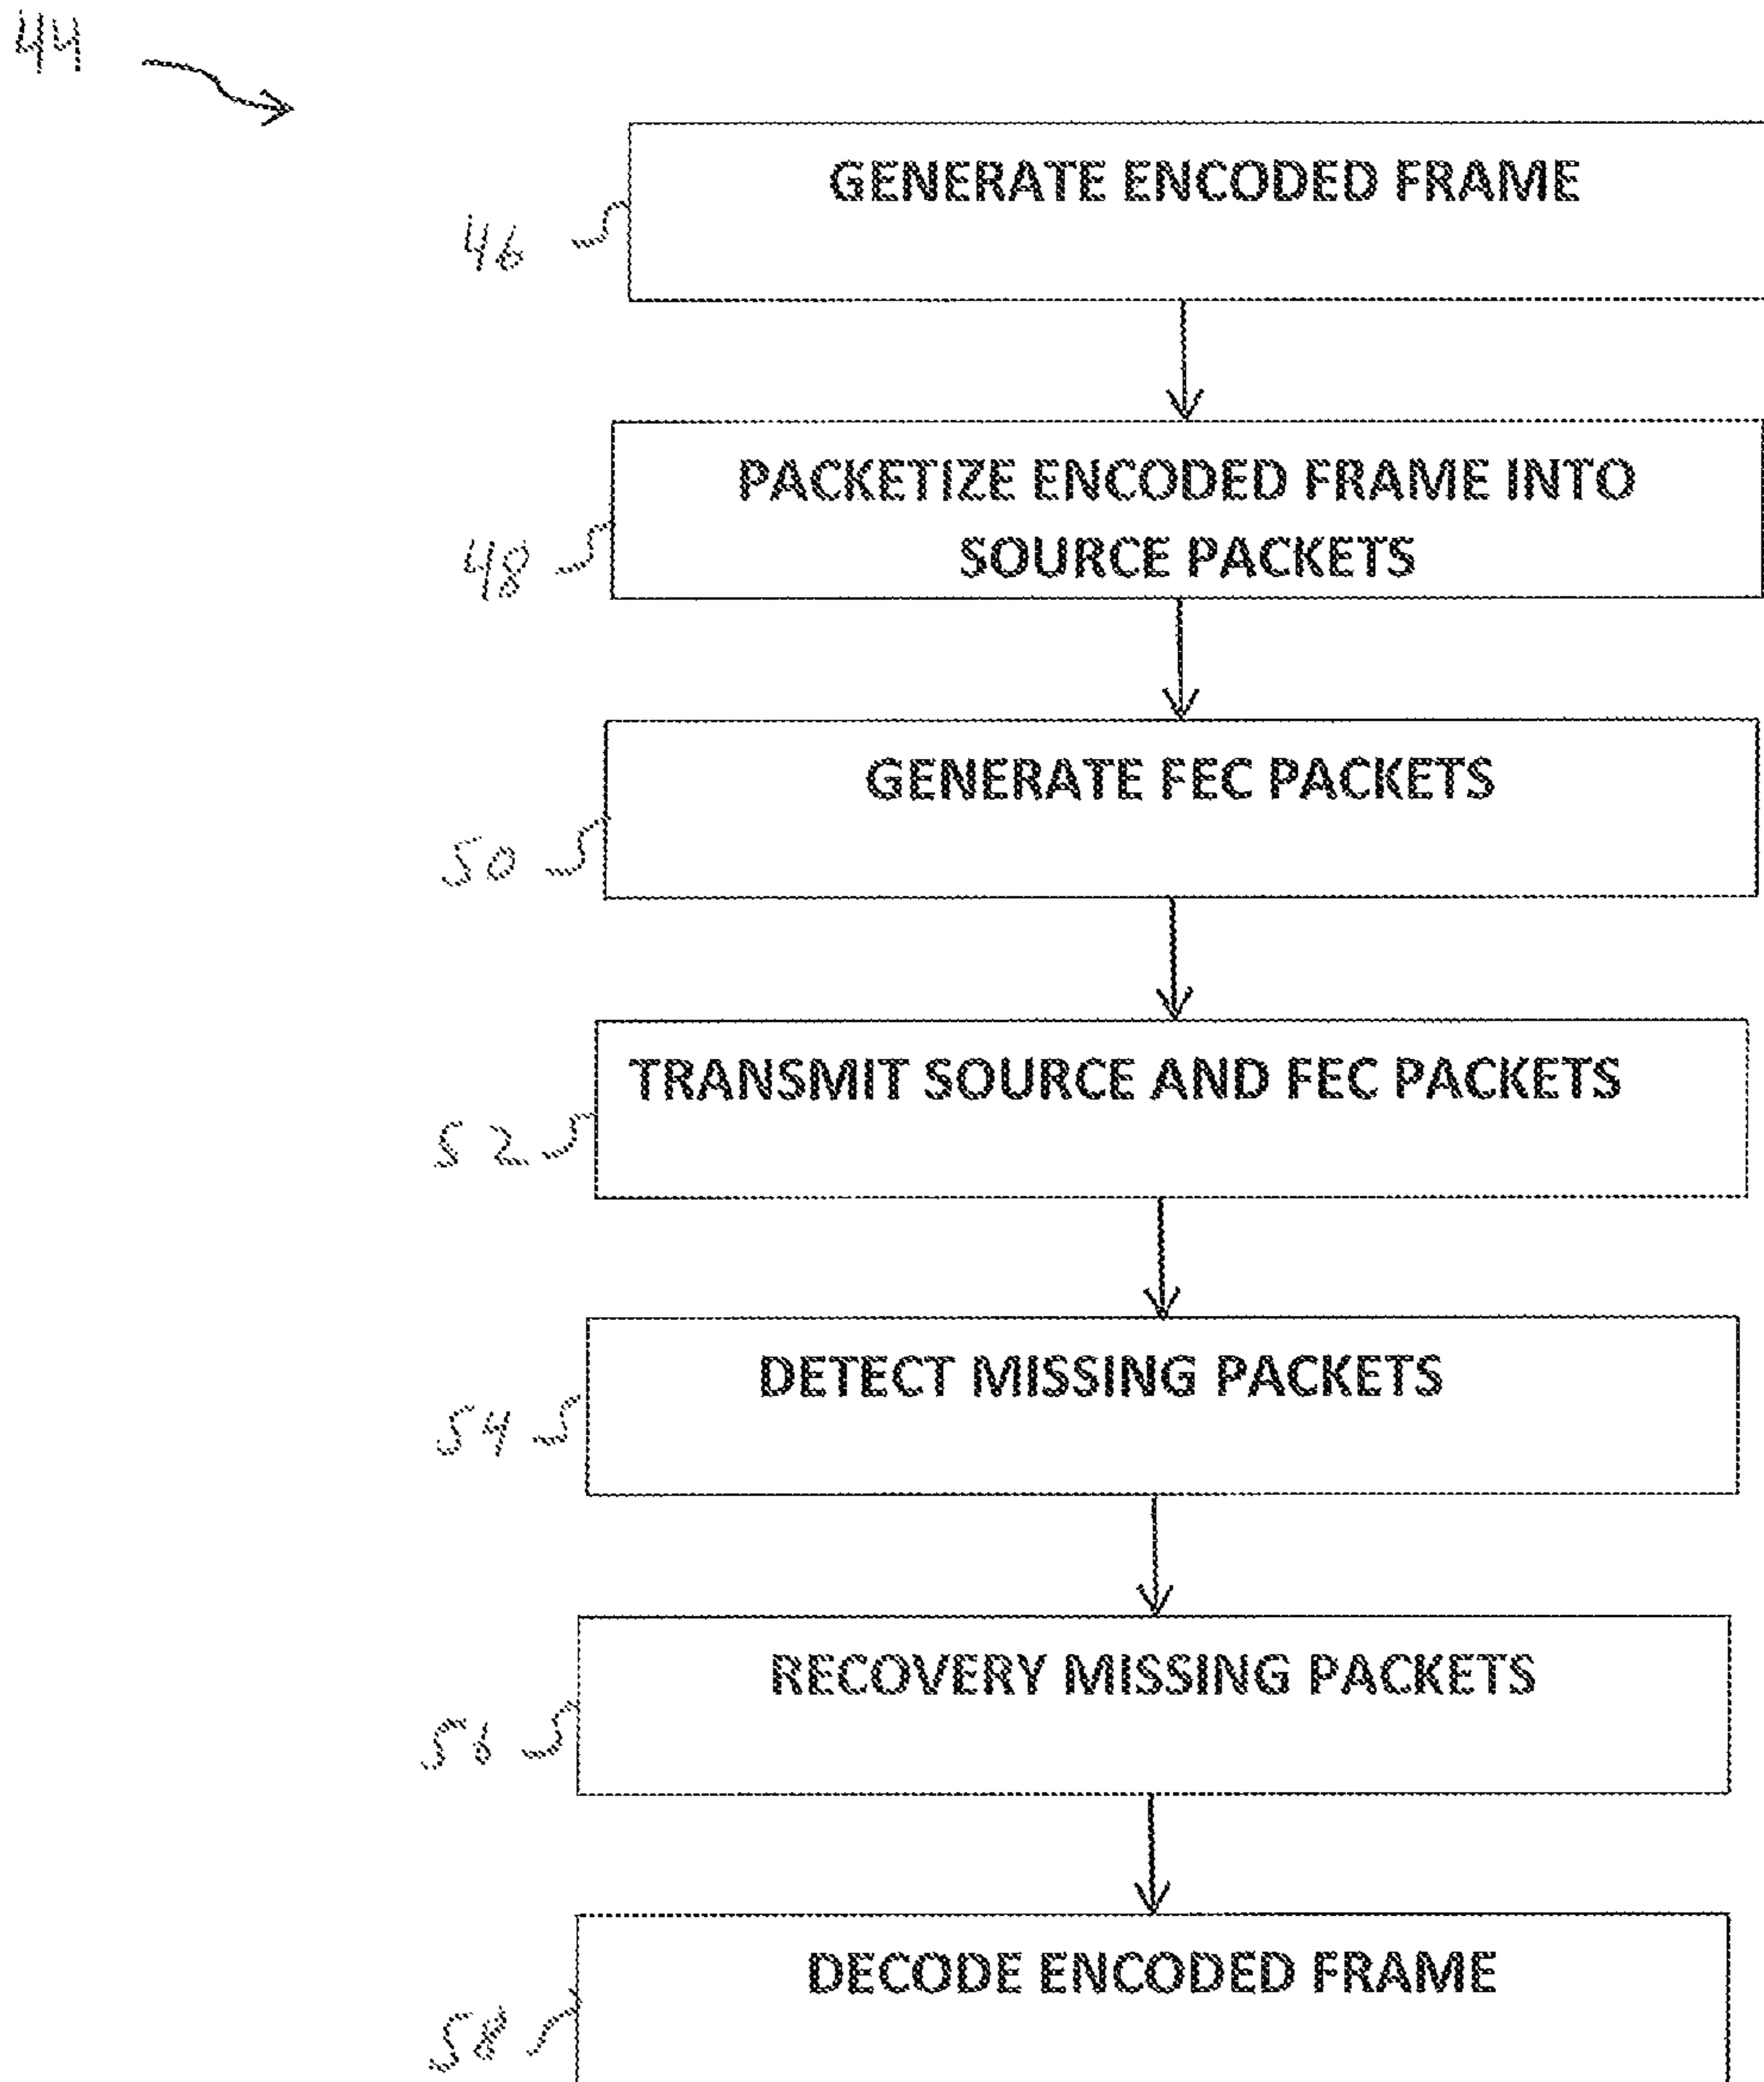 44
GENERATE ENCODED FRAME
46
PACKETIZE ENCODED FRAME INTO
SOURCE PACKETS
48
GENERATE FEC PACKETS
50
TRANSMIT SOURCE AND FEC PACKETS
52
DETECT MISSING PACKETS
54
RECOVERY MISSING PACKETS
56
DECODE ENCODED FRAME
58